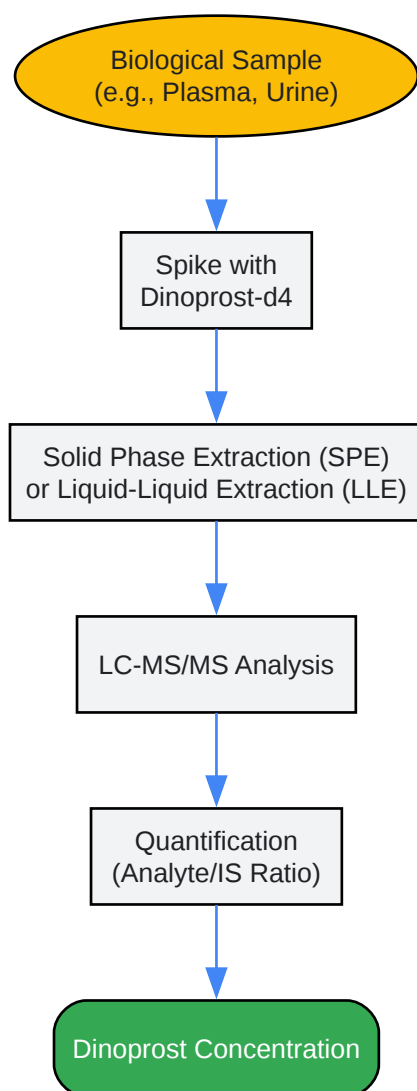 Biological Sample
(e.g., Plasma, Urine)
Spike with
Dinoprost-d4
Solid Phase Extraction (SPE)
or Liquid-Liquid Extraction (LLE)
LC-MS/MS Analysis
Quantification
(Analyte/IS Ratio)
Dinoprost Concentration